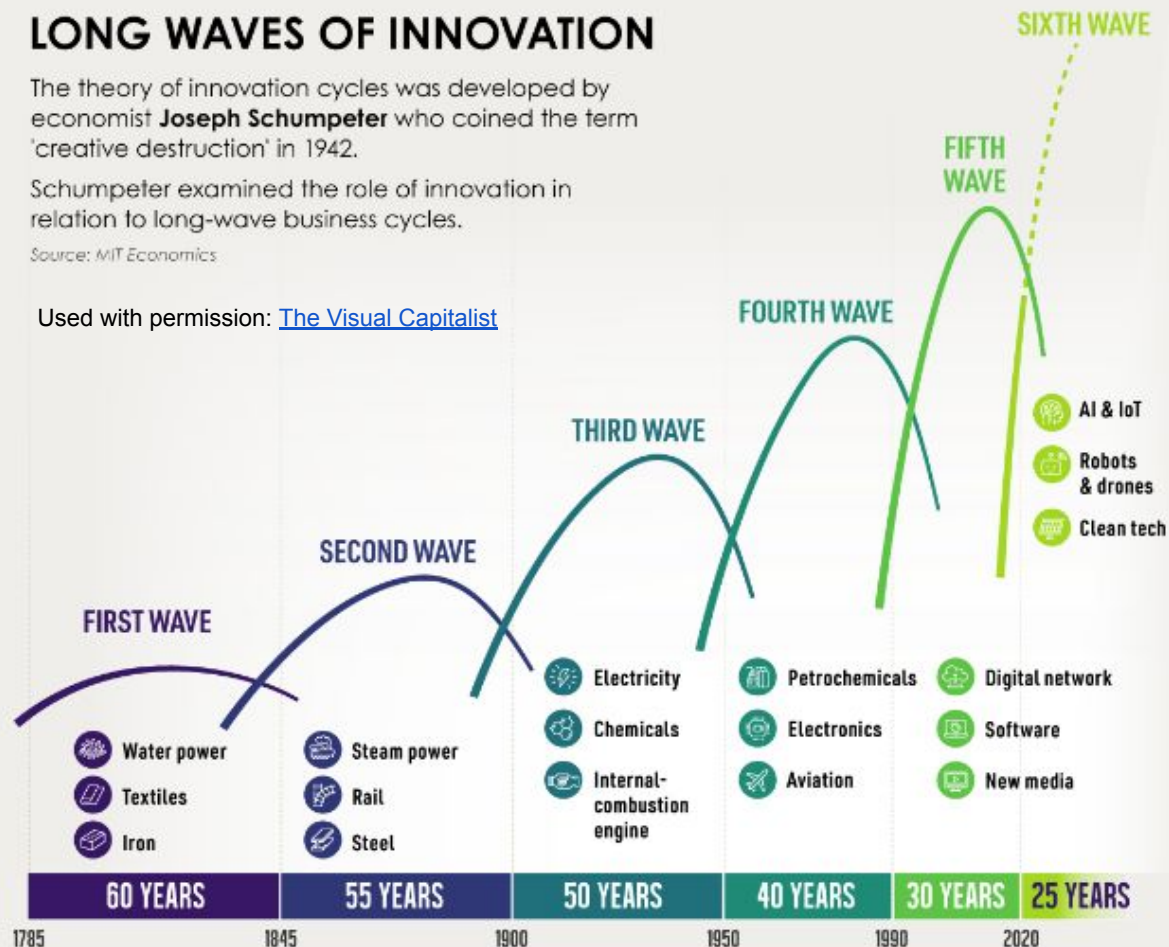 LONG WAVES OF INNOVATION
The theory of innovation cycles was developed by
economist Joseph Schumpeter who coined the term
'creative destruction' in 1942.
Schumpeter examined the role of innovation in
relation to long-wave business cycles.
Source: MIT Economics
Used with permission: The Visual Capitalist
FIRST WAVE
Water power
Textiles
Iron
SECOND WAVE
Steam power
Rail
Steel
THIRD WAVE
Electricity
Chemicals
Internal-
combustion
engine
FOURTH WAVE
Petrochemicals
Electronics
Aviation
FIFTH
WAVE
Digital network
Software
New media
SIXTH WAVE
AI & IoT
Robots
& drones
Clean tech
60 YEARS
55 YEARS
50 YEARS
40 YEARS
30 YEARS
25 YEARS
1785
1845
1900
1950
1990
2020